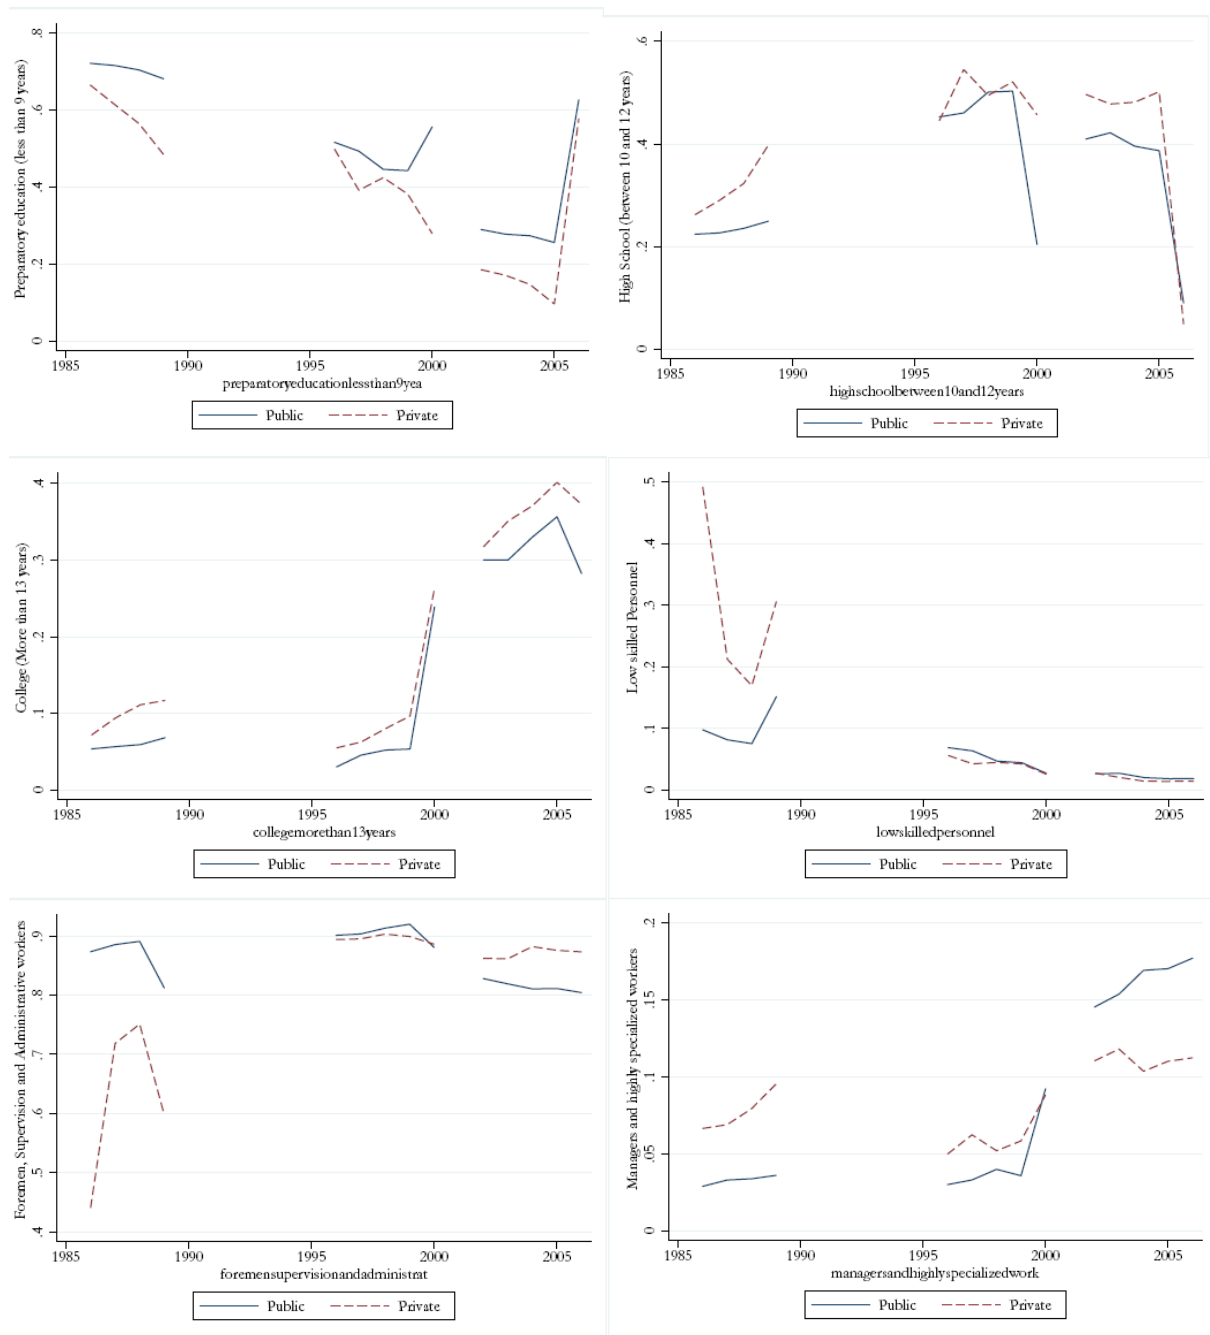 Preparatory education (less than 9 years)
.8
.6
.4
.2
0
1985 1990 1995 2000 2005
preparatoryeducationlessthan9yea
Public Private
High School (between 10 and 12 years)
.6
.4
.2
0
1985 1990 1995 2000 2005
highschoolbetween10and12years
Public Private
College (More than 13 years)
.4
.3
.2
.1
0
1985 1990 1995 2000 2005
collegemorethan13years
Public Private
Low skilled Personnel
.5
.4
.3
.2
.1
0
1985 1990 1995 2000 2005
lowskilledpersonnel
Public Private
Foremen, Supervision and Administrative workers
.9
.8
.7
.6
.5
.4
1985 1990 1995 2000 2005
foremensupervisionandadministrat
Public Private
Managers and highly specialized workers
.2
.15
.1
.05
0
1985 1990 1995 2000 2005
managersandhighlyspecializedwork
Public Private